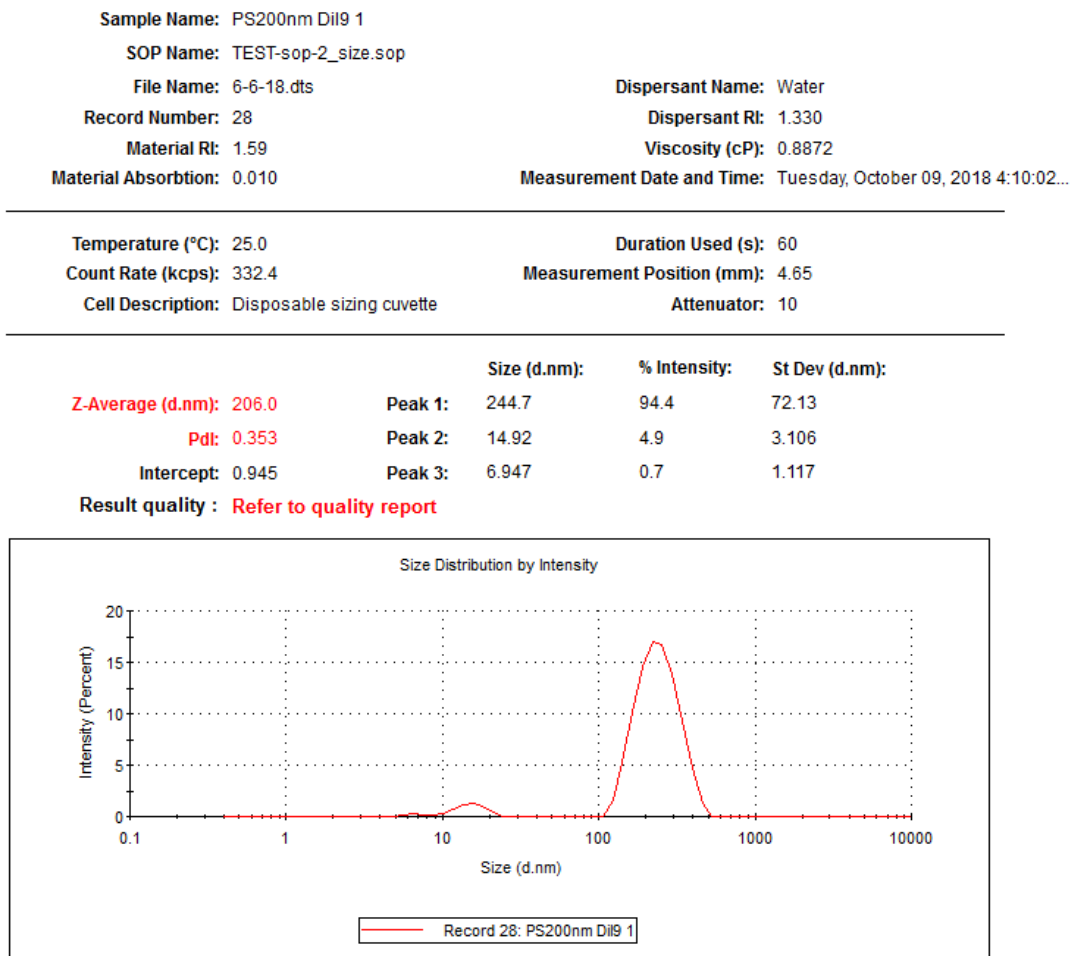 Sample Name: PS200nm Dil9 1
SOP Name: TEST-sop-2_size.sop
File Name: 6-6-18.dts Dispersant Name: Water
Record Number: 28 Dispersant RI: 1.330
Material RI: 1.59 Viscosity (cP): 0.8872
Material Absorbtion: 0.010 Measurement Date and Time: Tuesday, October 09, 2018 4:10:02...
Temperature (°C): 25.0 Duration Used (s): 60
Count Rate (kcps): 332.4 Measurement Position (mm): 4.65
Cell Description: Disposable sizing cuvette Attenuator: 10
Size (d.nm): % Intensity: St Dev (d.nm):
Z-Average (d.nm): 206.0 Peak 1: 244.7 94.4 72.13
PdI: 0.353 Peak 2: 14.92 4.9 3.106
Intercept: 0.945 Peak 3: 6.947 0.7 1.117
Result quality : Refer to quality report
Size Distribution by Intensity
Intensity (Percent)
20
15
10
5
0
0.1 1 10 100 1000 10000
Size (d.nm)
Record 28: PS200nm Dil9 1